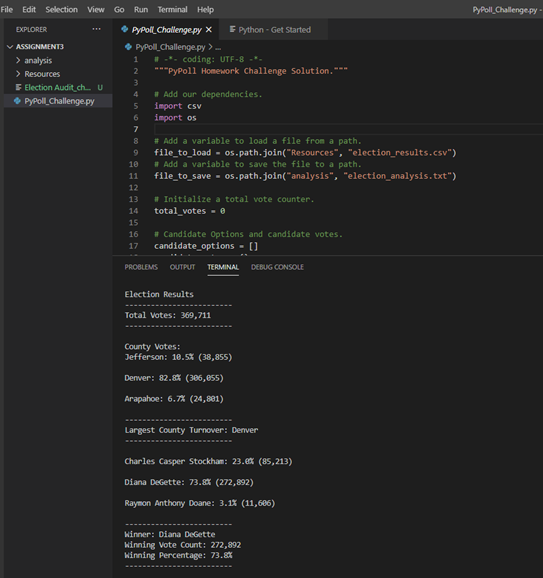 File Edit Selection View Go Run Terminal Help PyPoll_Challenge.py -
EXPLORER ...
ASSIGNMENT3
analysis
Resources
Election Audit_ch... U
PyPoll_Challenge.py
PyPoll_Challenge.py Python - Get Started
PyPoll_Challenge.py > ...
1 # -*- coding: UTF-8 -*-
2 """PyPoll Homework Challenge Solution."""
3
4 # Add our dependencies.
5 import csv
6 import os
7
8 # Add a variable to load a file from a path.
9 file_to_load = os.path.join("Resources", "election_results.csv")
10 # Add a variable to save the file to a path.
11 file_to_save = os.path.join("analysis", "election_analysis.txt")
12
13 # Initialize a total vote counter.
14 total_votes = 0
15
16 # Candidate Options and candidate votes.
17 candidate_options = []
PROBLEMS OUTPUT TERMINAL DEBUG CONSOLE
Election Results
-------------------------
Total Votes: 369,711
-------------------------
County Votes:
Jefferson: 10.5% (38,855)
Denver: 82.8% (306,055)
Arapahoe: 6.7% (24,801)
-------------------------
Largest County Turnover: Denver
-------------------------
Charles Casper Stockham: 23.0% (85,213)
Diana DeGette: 73.8% (272,892)
Raymon Anthony Doane: 3.1% (11,606)
-------------------------
Winner: Diana DeGette
Winning Vote Count: 272,892
Winning Percentage: 73.8%
-------------------------